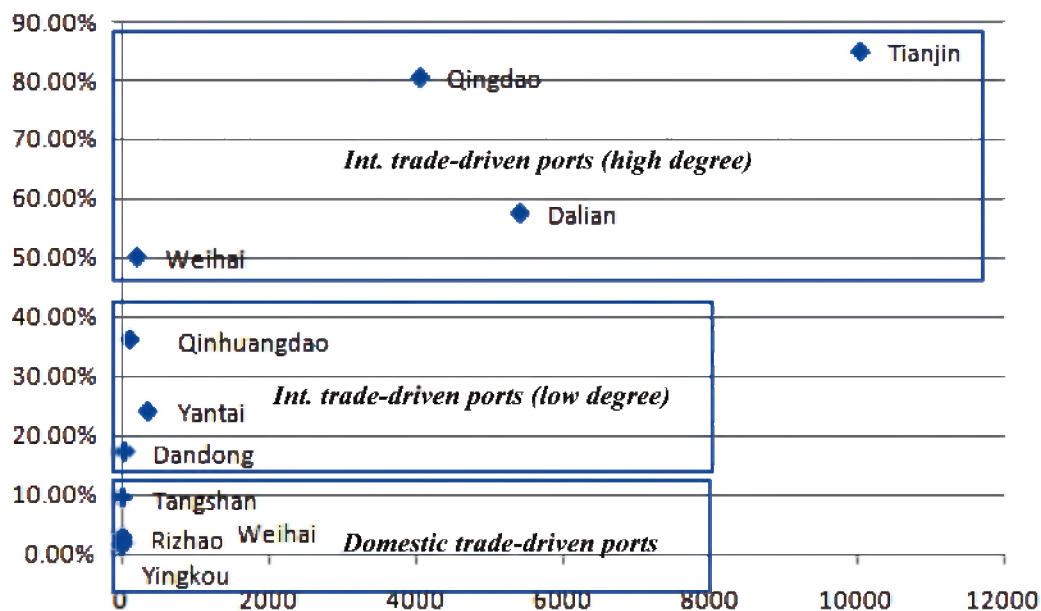 90.00%
Tianjin
80.00%
Qingdao
70.00%
Int. trade-driven ports (high degree)
60.00%
Dalian
50.00%
Weihai
40.00%
Qinhuangdao
30.00%
Int. trade-driven ports (low degree)
Yantai
20.00%
Dandong
10.00%
Tangshan
Rizhao Weihai
Domestic trade-driven ports
0.00%
Yingkou
0 2000 4000 6000 8000 10000 12000